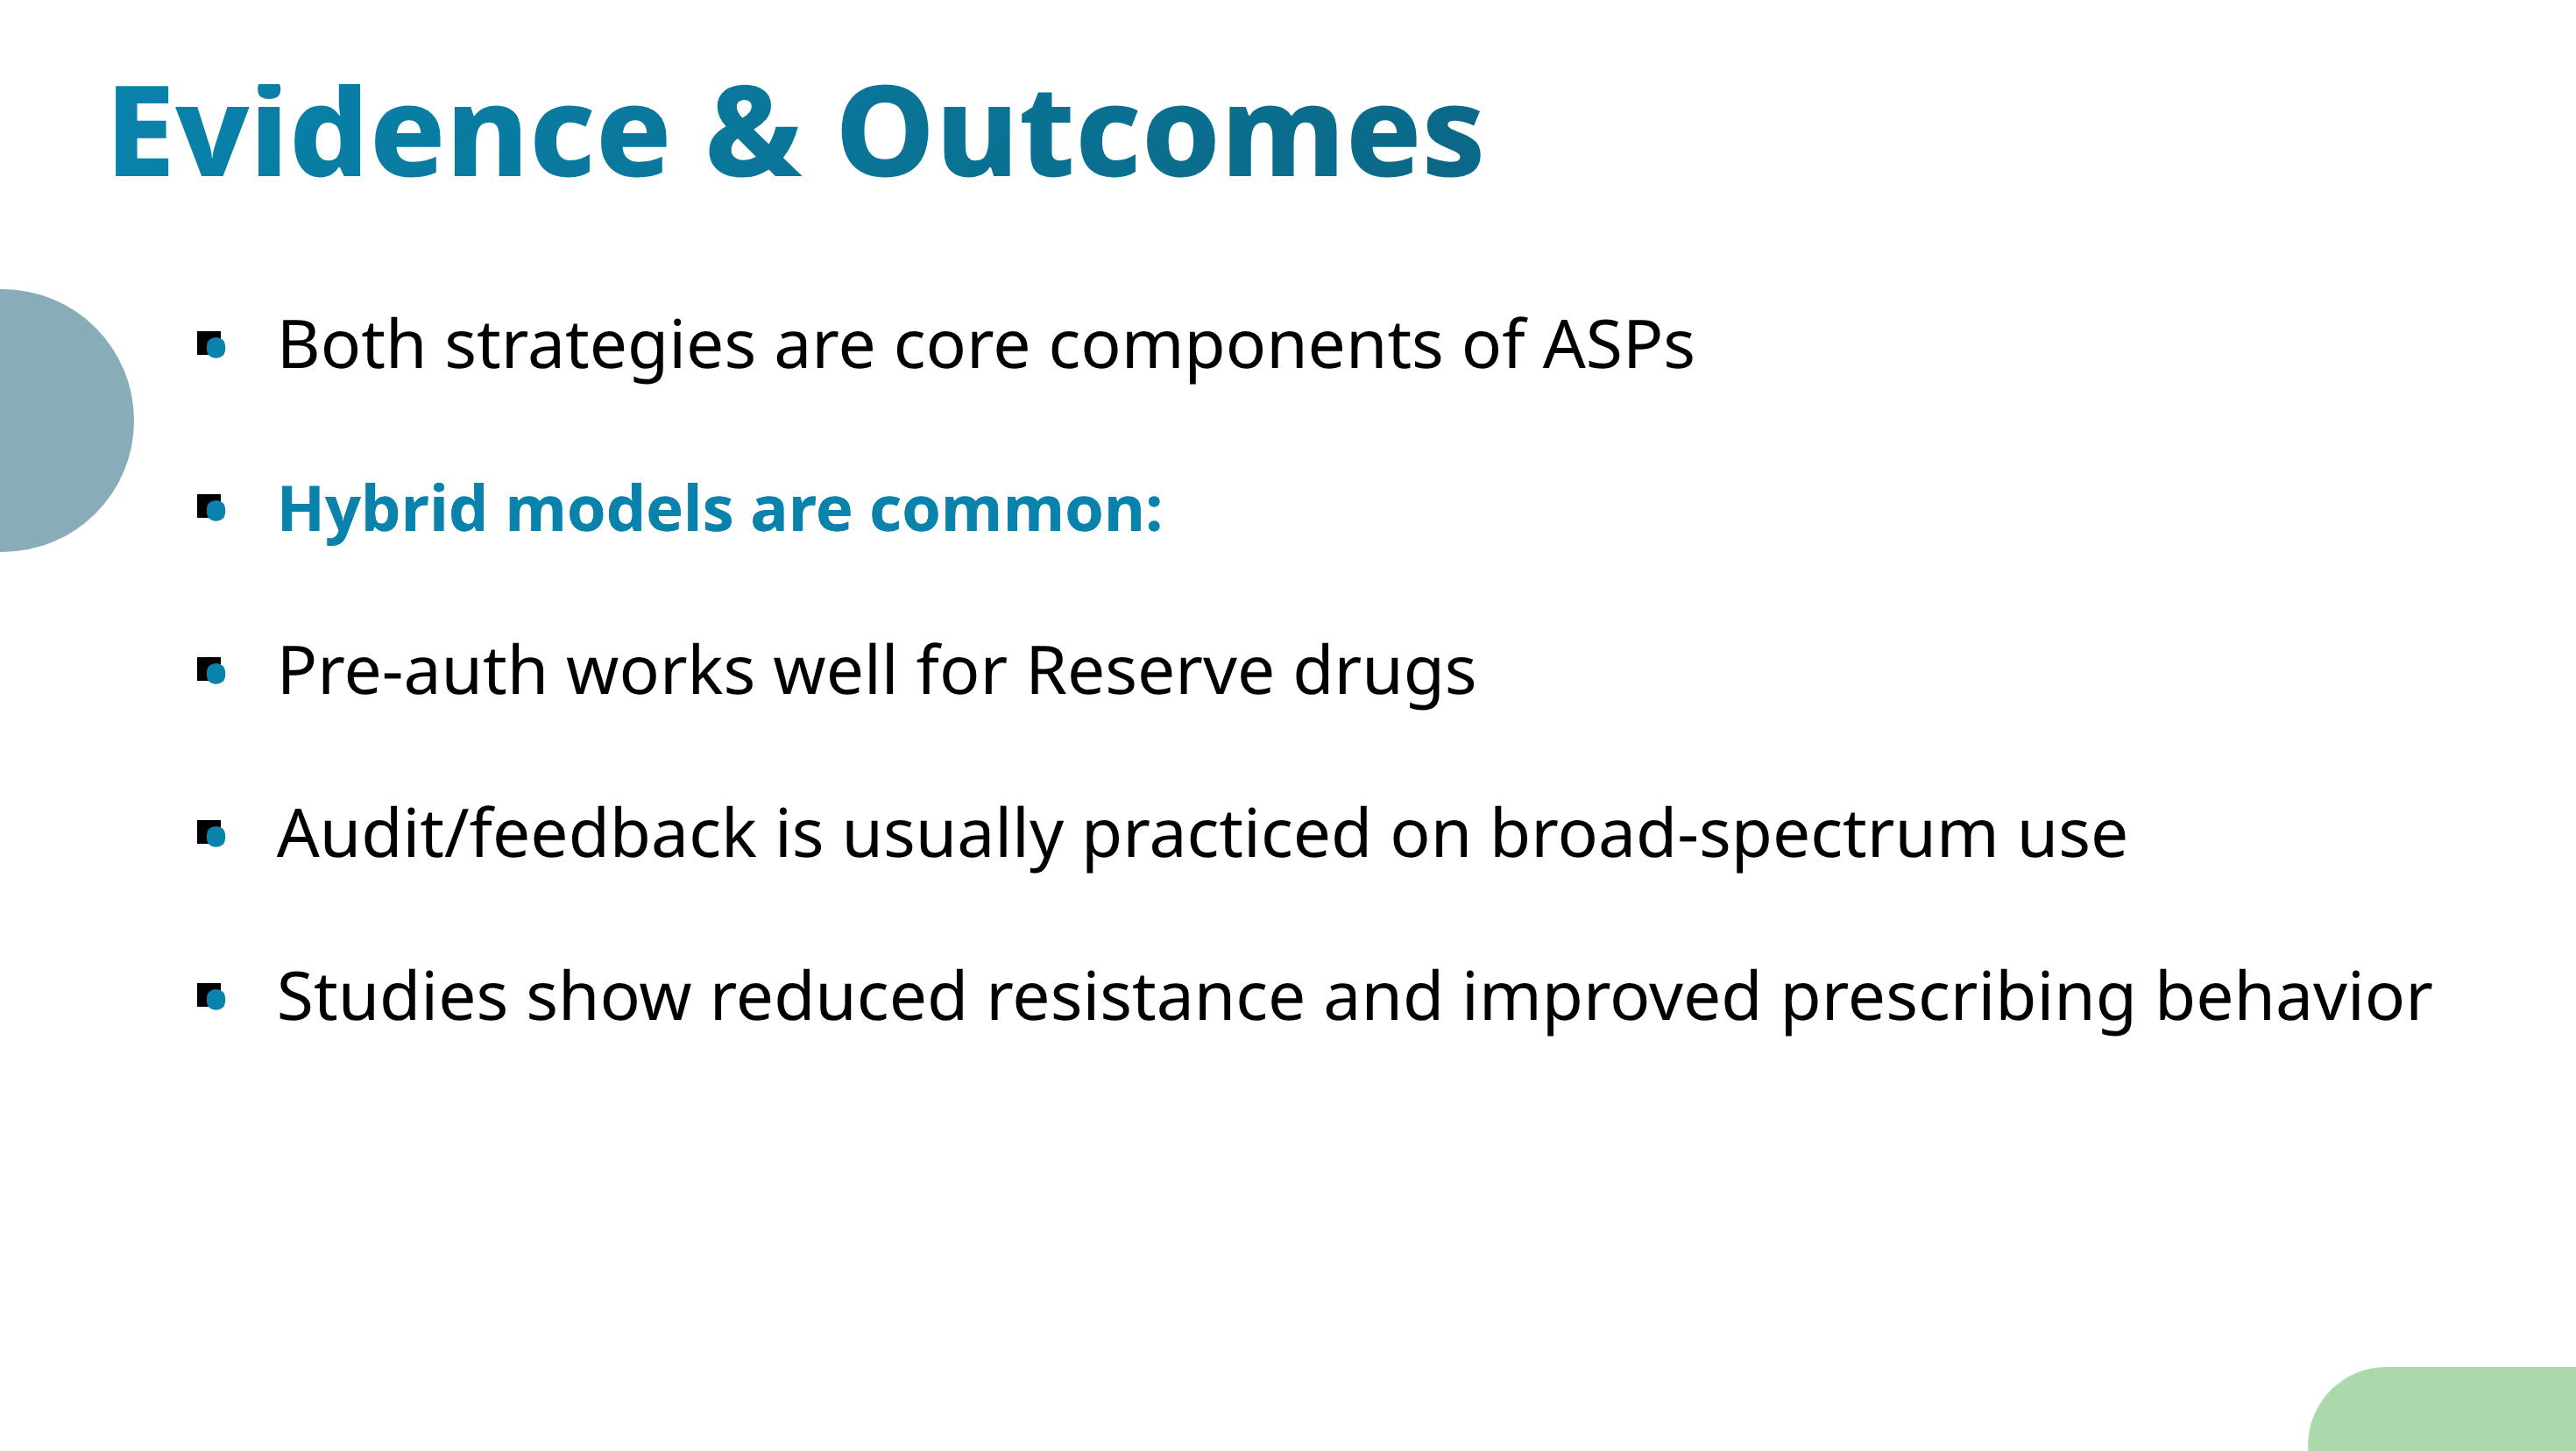 Evidence & Outcomes
Both strategies are core components of ASPs
Hybrid models are common:
Pre-auth works well for Reserve drugs
Audit/feedback is usually practiced on broad-spectrum use
Studies show reduced resistance and improved prescribing behavior